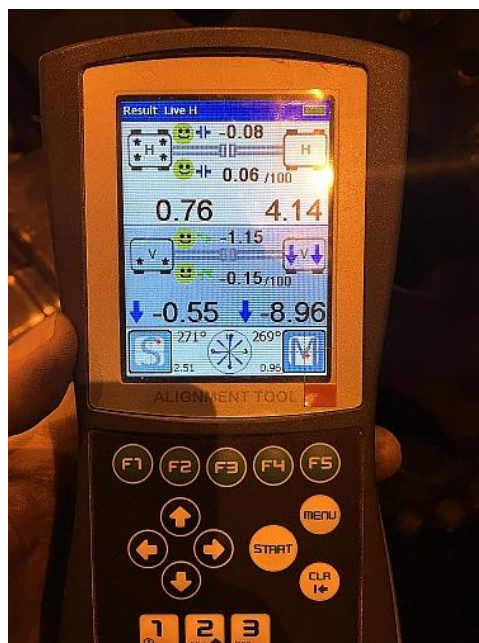 Result Live H
-0.08
H H
0.06 /100
0.76 4.14
-1.15
V V
-0.15/100
-0.55 -8.96
271° 269°
S M
2.51 0.95
ALIGNMENT TOOL
F1 F2 F3 F4 F5
MENU
START
CLR
1 2 3